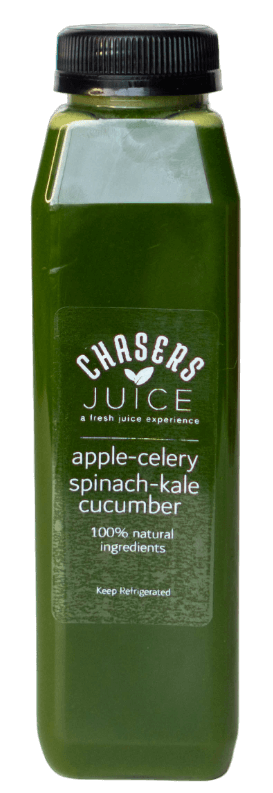 CHASERS
JUICE
a fresh juice experience
apple-celery
spinach-kale
cucumber
100% natural
ingredients
Keep Refrigerated